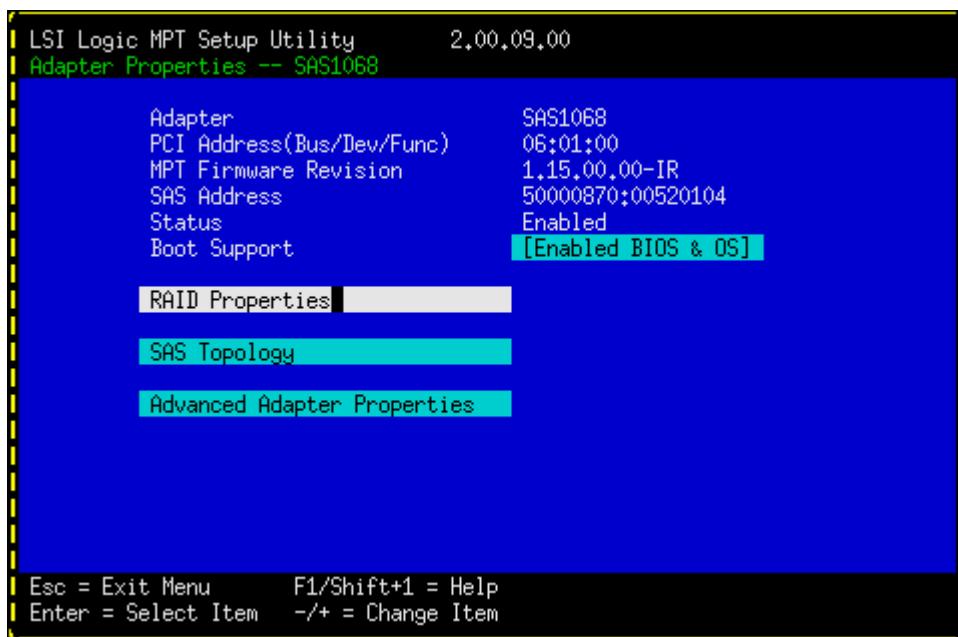 LSI Logic MPT Setup Utility 2.00.09.00
Adapter Properties -- SAS1068
Adapter SAS1068
PCI Address(Bus/Dev/Func) 06:01:00
MPT Firmware Revision 1.15.00.00-IR
SAS Address 50000870:00520104
Status Enabled
Boot Support [Enabled BIOS & OS]
RAID Properties
SAS Topology
Advanced Adapter Properties
Esc = Exit Menu F1/Shift+1 = Help
Enter = Select Item -/+ = Change Item